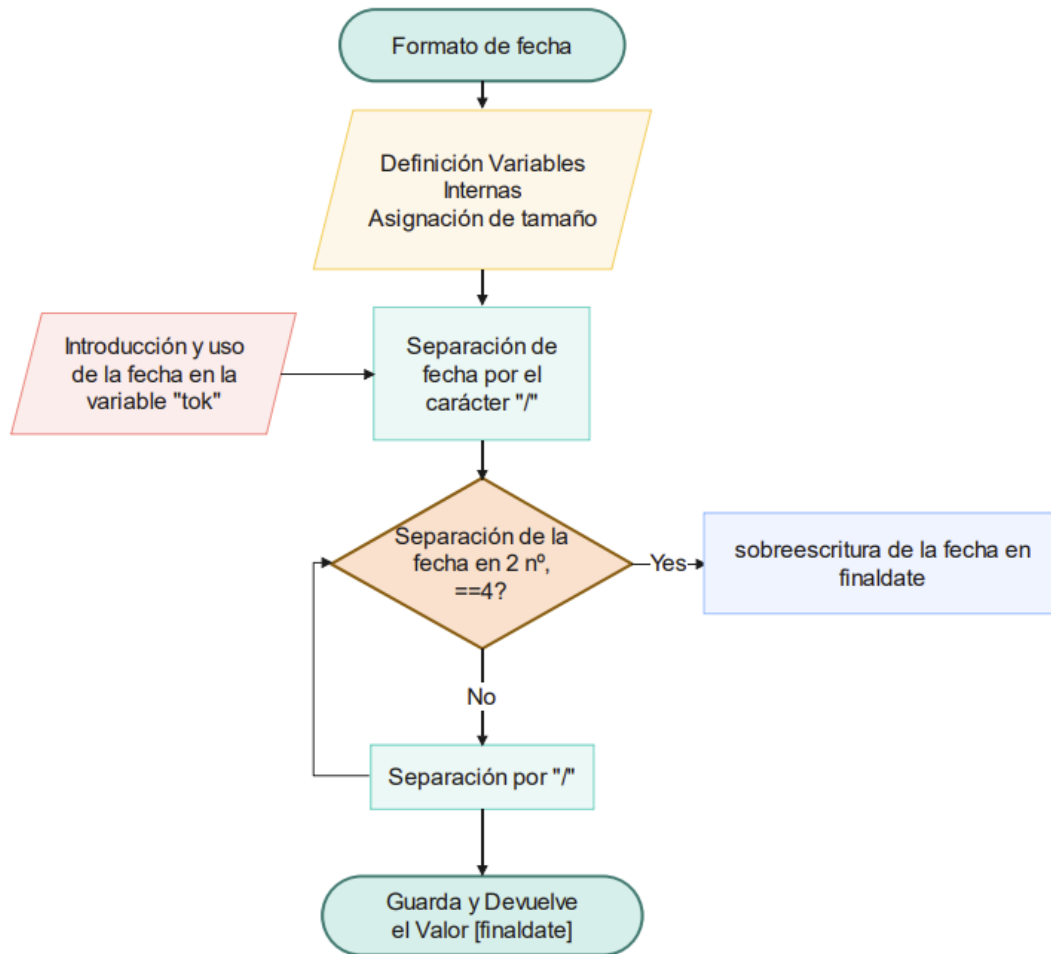 Formato de fecha
Definición Variables
Internas
Asignación de tamaño
Introducción y uso
de la fecha en la
variable "tok"
Separación de
fecha por el
carácter "/"
Separación de la
fecha en 2 nº,
==4?
Yes
sobreescritura de la fecha en
finaldate
No
Separación por "/"
Guarda y Devuelve
el Valor [finaldate]